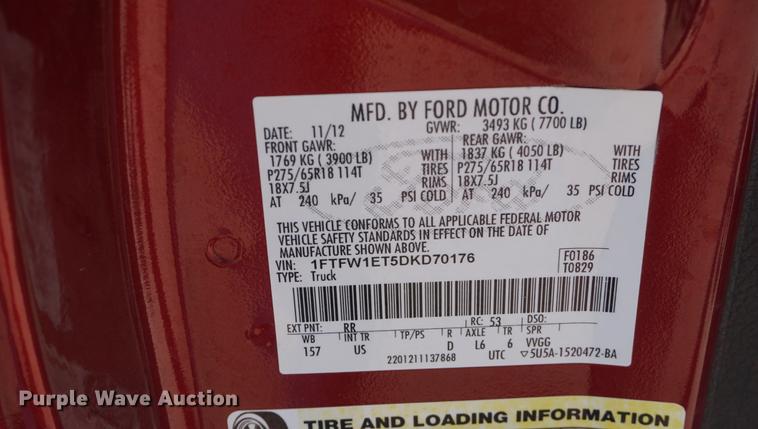 MFD. BY FORD MOTOR CO.
DATE: 11/12 GVWR: 3493 KG ( 7700 LB)
FRONT GAWR: REAR GAWR:
1769 KG ( 3900 LB) WITH 1837 KG ( 4050 LB) WITH
P275/65R18 114T TIRES P275/65R18 114T TIRES
18X7.5J RIMS 18X7.5J RIMS
AT 240 kPa/ 35 PSI COLD AT 240 kPa/ 35 PSI COLD
THIS VEHICLE CONFORMS TO ALL APPLICABLE FEDERAL MOTOR
VEHICLE SAFETY STANDARDS IN EFFECT ON THE DATE OF
MANUFACTURE SHOWN ABOVE.
VIN: 1FTFW1ET5DKD70176 F0186
TYPE: Truck T0829
EXT PNT: RR RC: 53 DSO:
WB INT TR TP/PS R AXLE TR SPR
157 US D L6 6 VVGG
2201211137868 UTC ▽5U5A-1520472-BA
Purple Wave Auction
TIRE AND LOADING INFORMATION